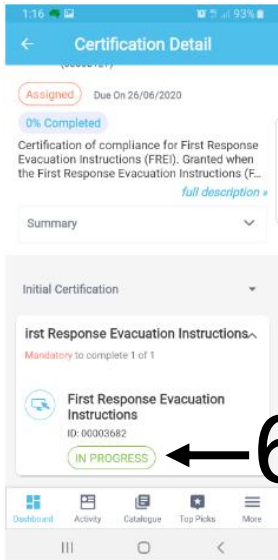 1:16 93%
Certification Detail
Assigned Due On 26/06/2020
0% Completed
Certification of compliance for First Response
Evacuation Instructions (FREI). Granted when
the First Response Evacuation Instructions (F...
full description »
Summary
Initial Certification
irst Response Evacuation Instructions
Mandatory to complete 1 of 1
First Response Evacuation
Instructions
ID: 00003682
IN PROGRESS 6
Dashboard Activity Catalogue Top Picks More